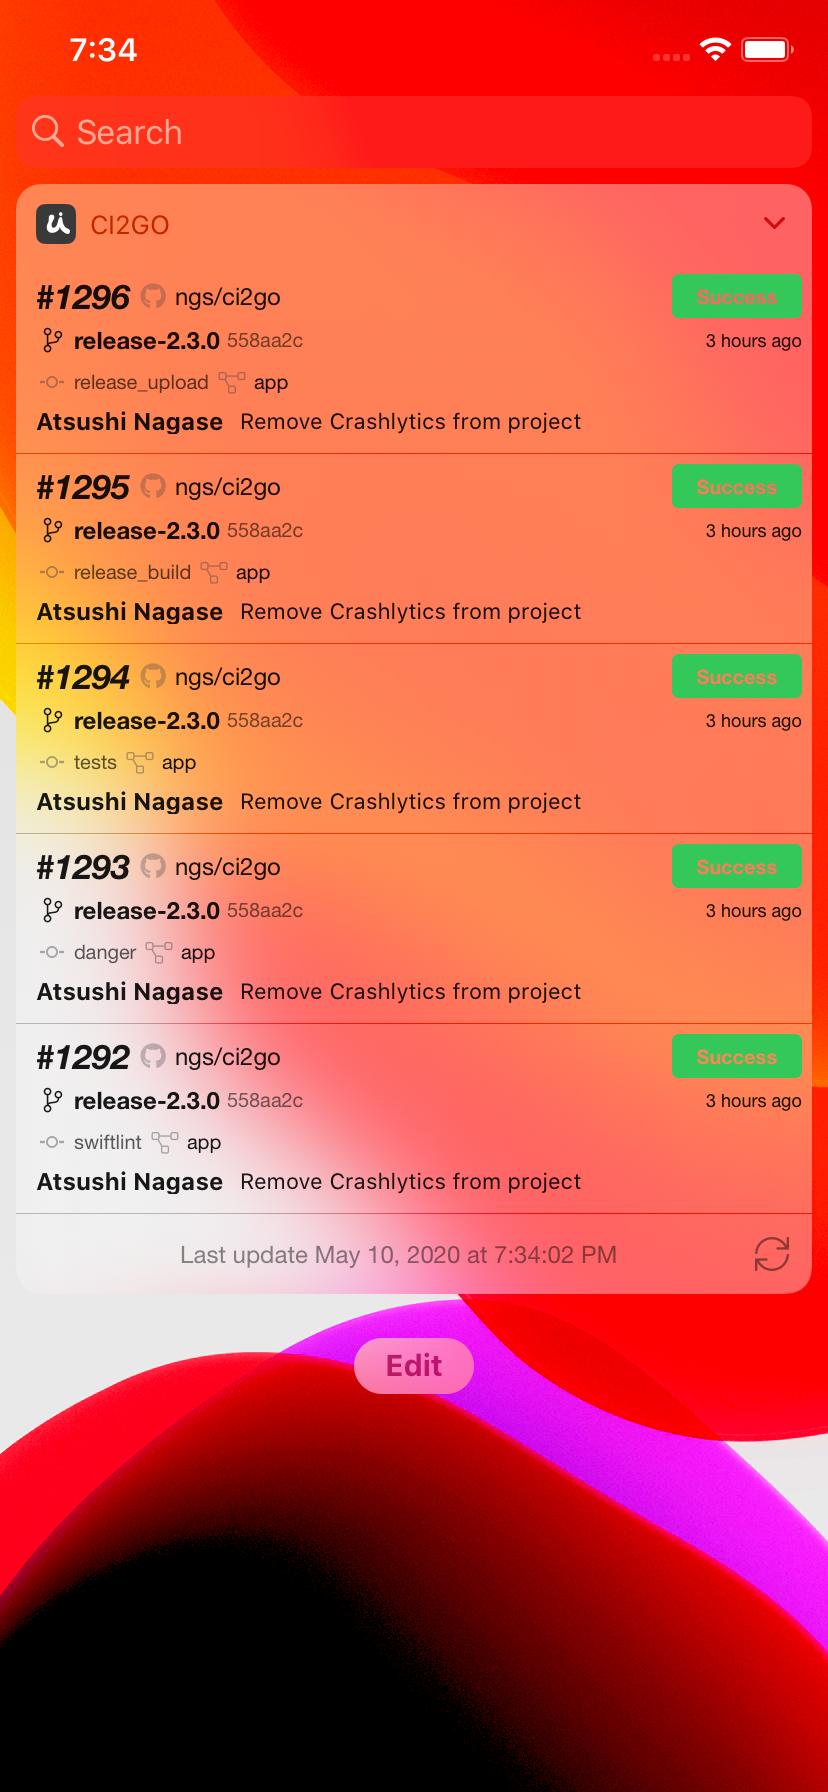 7:34
Search
CI2GO
#1296 ngs/ci2go Success
release-2.3.0 558aa2c 3 hours ago
release_upload app
Atsushi Nagase Remove Crashlytics from project
#1295 ngs/ci2go Success
release-2.3.0 558aa2c 3 hours ago
release_build app
Atsushi Nagase Remove Crashlytics from project
#1294 ngs/ci2go Success
release-2.3.0 558aa2c 3 hours ago
tests app
Atsushi Nagase Remove Crashlytics from project
#1293 ngs/ci2go Success
release-2.3.0 558aa2c 3 hours ago
danger app
Atsushi Nagase Remove Crashlytics from project
#1292 ngs/ci2go Success
release-2.3.0 558aa2c 3 hours ago
swiftlint app
Atsushi Nagase Remove Crashlytics from project
Last update May 10, 2020 at 7:34:02 PM
Edit